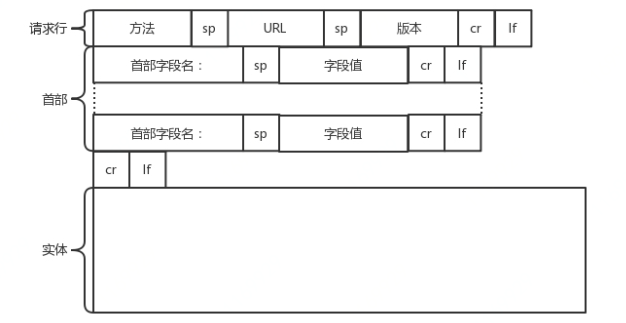 请求行 方法 sp URL sp 版本 cr lf
首部字段名： sp 字段值 cr lf
首部
首部字段名： sp 字段值 cr lf
cr lf
实体